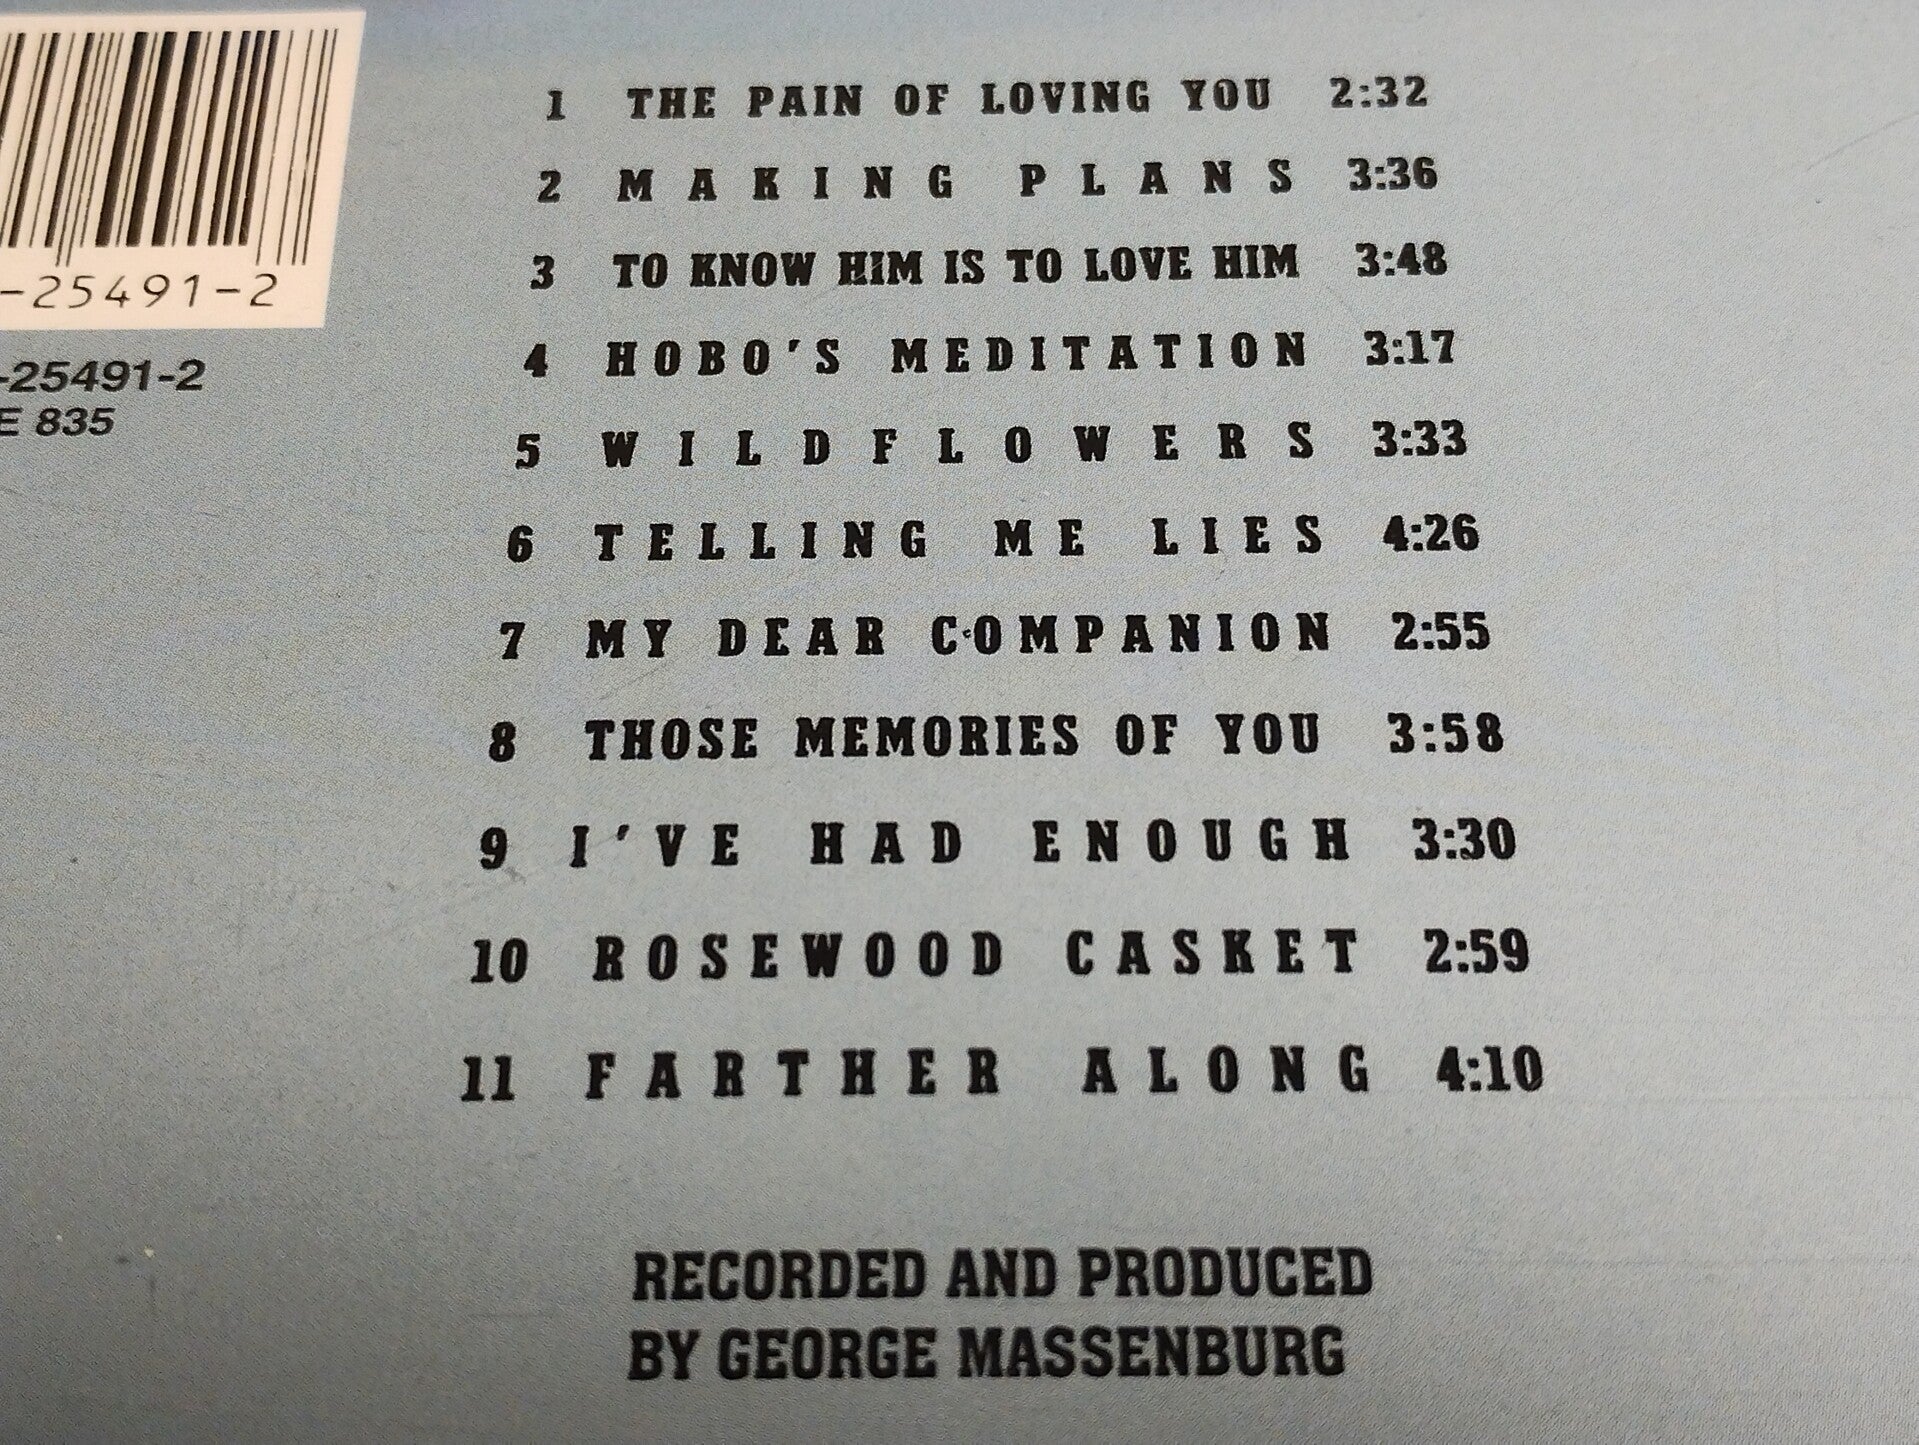 -25491-2
-25491-2
E 835
1 THE PAIN OF LOVING YOU 2:32
2 MAKING PLANS 3:36
3 TO KNOW HIM IS TO LOVE HIM 3:48
4 HOBO'S MEDITATION 3:17
5 WILDFLOWERS 3:33
6 TELLING ME LIES 4:26
7 MY DEAR COMPANION 2:55
8 THOSE MEMORIES OF YOU 3:58
9 I'VE HAD ENOUGH 3:30
10 ROSEWOOD CASKET 2:59
11 FARTHER ALONG 4:10
RECORDED AND PRODUCED
BY GEORGE MASSENBURG